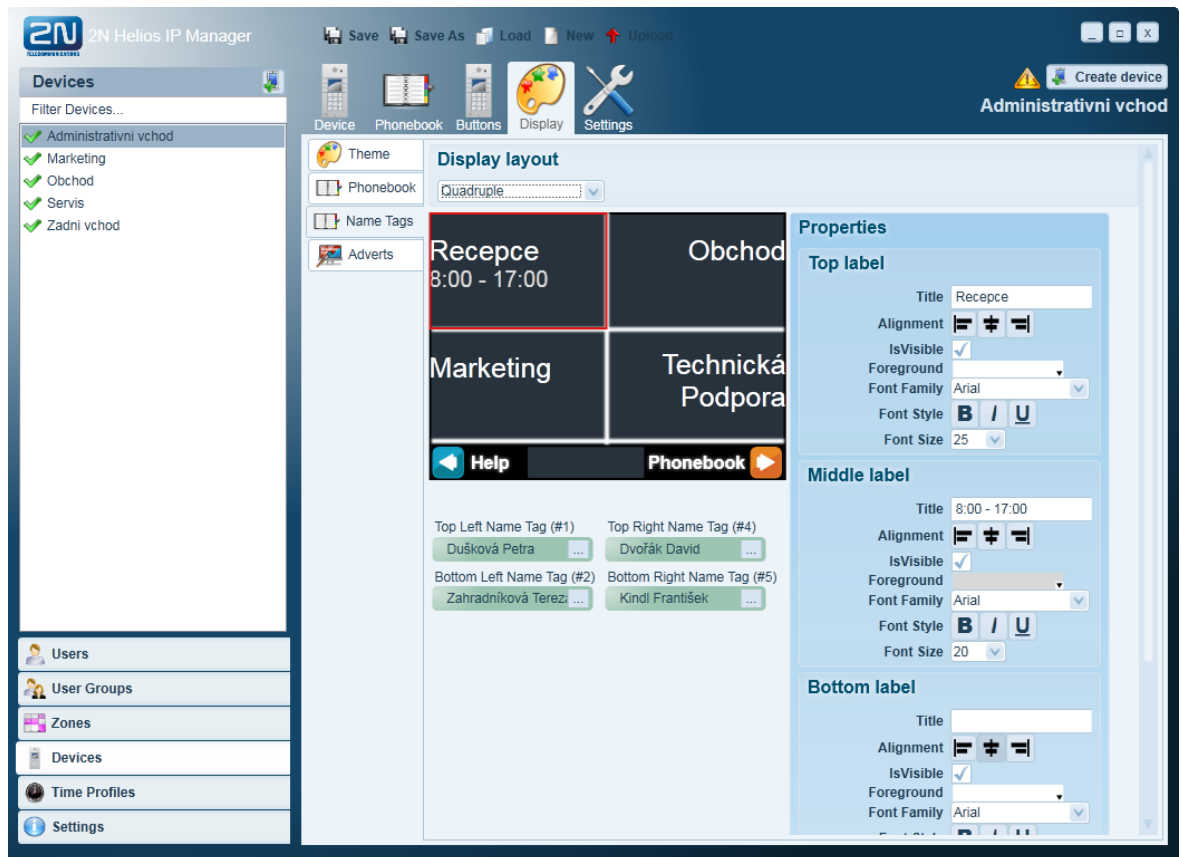 2N
TELECOMMUNICATIONS
2N Helios IP Manager
Save
Save As
Load
New
Upload
Devices
Filter Devices...
Administrativni vchod
Marketing
Obchod
Servis
Zadni vchod
Users
User Groups
Zones
Devices
Time Profiles
Settings
Device
Phonebook
Buttons
Display
Settings
Create device
Administrativni vchod
Theme
Phonebook
Name Tags
Adverts
Display layout
Quadruple
Recepce
8:00 - 17:00
Obchod
Marketing
Technická
Podpora
Help
Phonebook
Top Left Name Tag (#1)
Dušková Petra ...
Top Right Name Tag (#4)
Dvořák David ...
Bottom Left Name Tag (#2)
Zahradníková Terez ...
Bottom Right Name Tag (#5)
Kindl František ...
Properties
Top label
Title Recepce
Alignment
IsVisible
Foreground
Font Family Arial
Font Style B I U
Font Size 25
Middle label
Title 8:00 - 17:00
Alignment
IsVisible
Foreground
Font Family Arial
Font Style B I U
Font Size 20
Bottom label
Title
Alignment
IsVisible
Foreground
Font Family Arial